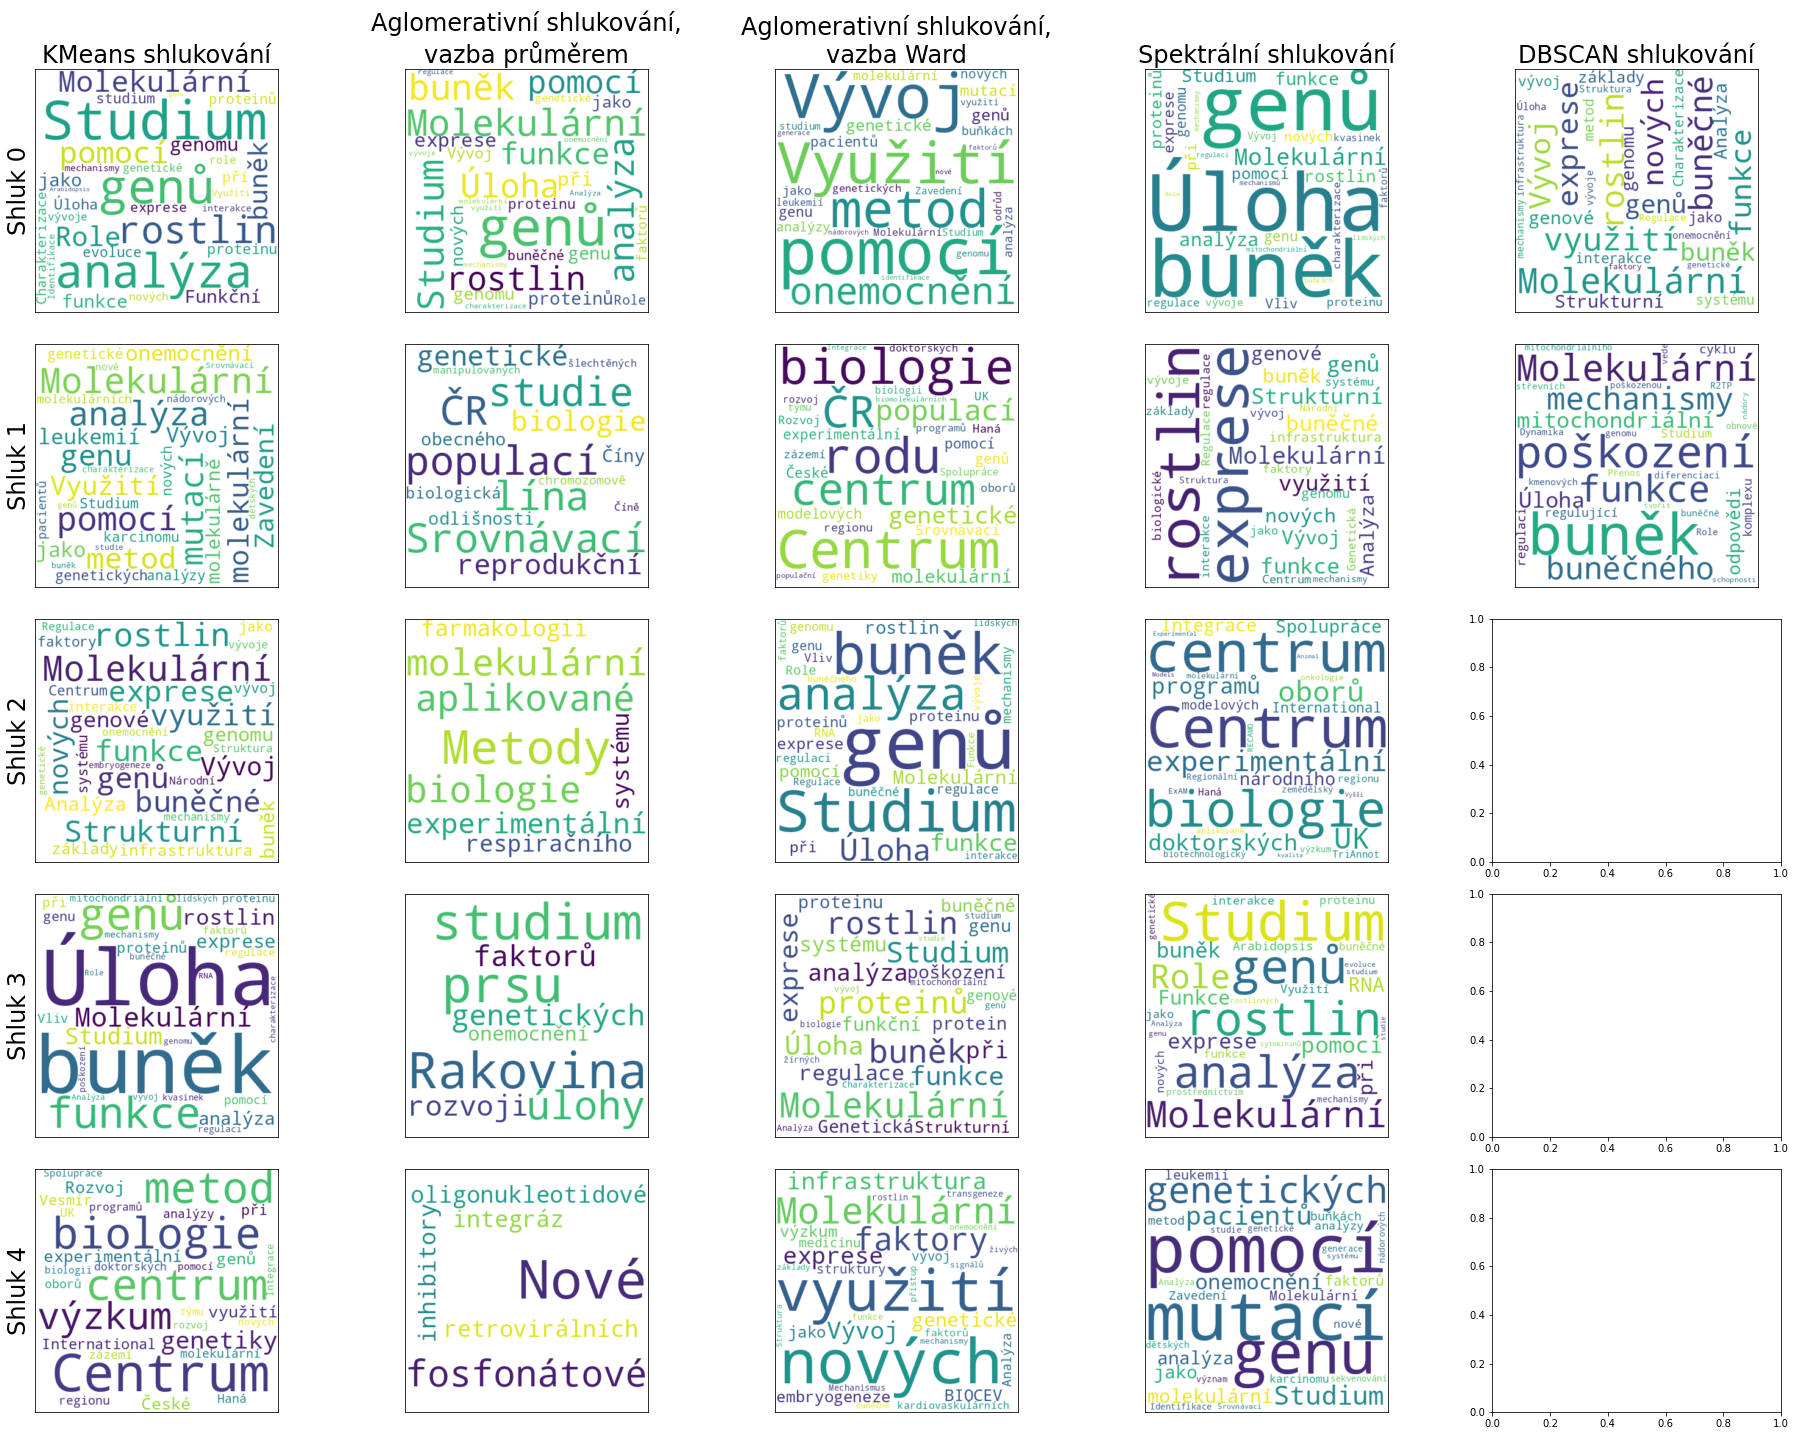 KMeans shlukování
Aglomerativní shlukování,
vazba průměrem
Aglomerativní shlukování,
vazba Ward
Spektrální shlukování
DBSCAN shlukování
Shluk 0
Molekulární
studium
proteinů
Studium
pomocí genomu
role
mechanismy genetické
buněk
jako
genů
při
Arabidopsis
Využití
Úloha
exprese
interakce
vývoje
Role rostlin
Charakterizace
Identifikace
evoluce
proteinu
analýza
funkce nových Funkční
regulace
buněk pomocí
genetické jako
Molekulární
exprese
onemocnění
vývoje Vývoj funkce
Úloha při
Analýza
molekulární
využití
proteinu
Studium
nových
genů
analýza
faktorů
buněčné genu
mechanismy
rostlin
genomu proteinů Role
charakterizace
molekulární nových
Vývoj mutací
využití
genů
studium
generace
genetické buňkách
pacientů
faktorů
Využití
nové
jako genetických Zavedení
leukemií
genu
metod
odrůd
analýzy
nádorových Molekulární Studium
analýza
pomocí
genomu
identifikace
onemocnění
Studium funkce
proteinů
exprese
mechanismy
genomu
genů
Vývoj nových kvasinek
při
regulaci
Molekulární
pomocí rostlin
mechanismů
Role
Úloha
faktorů
charakterizace
analýza genu lidských
mitochondriální
buněk
buňkách
regulace vývoje Vliv proteinu
vývoj základy
Struktura
Charakterizace
Úloha
exprese
metod
rostlin
nových
buněčné
Analýza
infrastruktura
mechanismy
Vývoj
genomu
funkce
vývoje
genů
genové Regulace jako
využití onemocnění
interakce buněk
faktory genetické
Molekulární
Strukturní systému
Shluk 1
genetické onemocnění
nové Srovnávací
Molekulární
molekulárních nádorových
analýza
leukemií Vývoj
genu
charakterizace
Využití
nových
mutací
molekulárně
molekulární
dětských
Zavedení
pacientů
genů Studium
pomocí
karcinomu
jako
studie
metod
buněk
genetických analýzy
genetické šlechtěných
manipulovaných
studie
ČR
biologie
obecného
populací Číny
chromozomově
biologická lína
Číně
odlišnosti
Srovnávací
reprodukční
Integrace doktorských
biologie
biologii
rozvoj biomolekulárních UK
týmu
ČR populací
Rozvoj
experimentální programů Haná
rodu pomocí
zázemí genů
České Spolupráce
centrum oborů
modelových genetické
regionu Srovnávací
Centrum
populační genetiky molekulární
rostlin
regulace
exprese
genové genů
vývoje buněk systému
Strukturní
základy vývoj Národní
buněčné
Regulace
infrastruktura
Molekulární
faktory
biologické
Struktura využití
genomu
nových
interakce
jako Vývoj
Genetická
Analýza
funkce
Centrum mechanismy
mitochondriálního
vědě
cyklu
Molekulární
střevních poškozenou R2TP
mechanismy
nádory
mitochondriální obnově
Dynamika genomu Studium
poškození
Přenos
kmenových diferenciaci
Úloha funkce
tvořit
odpovědi
komplexu
regulující buněčné
regulaci
buněk
Role
buněčného schopnosti
Shluk 2
Regulace rostlin jako
faktory vývoje
Molekulární
Centrum exprese vývoj
interakce
nových
genové využití
onemocnění genomu
genetické
systému
funkce Struktura
embryogeneze Vývoj
genů Národní
Analýza buněčné
mechanismy
buněk
Strukturní
základy infrastruktura
farmakologii
molekulární
aplikované
Metody
systému
biologie
experimentální
respiračního
faktorů
genomu rostlin lidských
genu
Vliv buněk
Role
buněčného
mechanismy
analýza
vývoje
proteinů jako proteinu
RNA
exprese
regulaci
genů
Funkce
pomocí Molekulární
Regulace buněčné regulace
Studium
při Úloha funkce
interakce
Integrace Spolupráce
Experimental
centrum
Animal
Models molekulární onkologie
programů oborů
modelových International
Centrum
RECAMO
experimentální
Regionální národního regionu
ExAM Haná zemědělský Vyšší
biologie
aplikované
doktorských UK
výzkum
biotechnologický kvalita TriAnnot
1.0
0.8
0.6
0.4
0.2
0.0
0.0 0.2 0.4 0.6 0.8 1.0
Shluk 3
při mitochondriální lidských proteinu
genu genů rostlin
mechanismy faktorů
proteinů exprese
buněčné regulace
Role RNA
Úloha
charakterizace
Vliv Molekulární
Studium genomu
poškození
buněk
Analýza vývoj kvasinek pomocí
funkce analýza
regulaci
studium
faktorů
prsu
genetických
onemocnění
Rakovina
rozvoji úlohy
proteinu buněčné
exprese
rostlin studium
genu
systému studie
Studium
analýza poškození
mitochondriální
vývoj
proteinů genové
genů
biologie funkční protein
Úloha
žírných
buněk při
regulace funkce
Charakterizace
Molekulární
Analýza Genetická Strukturní
genetické
interakce proteinu
Studium
buněk Arabidopsis buněčné
evoluce
studium
Role genů RNA
Funkce Využití
rostlinných
jako
Analýza
genu
rostlin
studie
exprese cytokininů pomocí
funkce
nových
analýza
při
prostřednictvím
mechanismy
Molekulární
1.0
0.8
0.6
0.4
0.2
0.0
0.0 0.2 0.4 0.6 0.8 1.0
Shluk 4
Spolupráce
Rozvoj metod
Vesmír
UK programů analýzy při
biologie
experimentální genů
biologii doktorských pomocí
integrace
oborů centrum
týmu
výzkum využití
rozvoj nových
International genetiky
zázemí molekulární
Centrum
regionu České Haná
oligonukleotidové
inhibitory
integráz
Nové
retrovirálních
fosfonátové
infrastruktura
rostlin transgeneze
Molekulární
výzkum onemocnění
medicínu faktory
exprese živých
základy vývoj
struktury signálů
přístup
využití
Struktura
funkce genetické
jako Vývoj faktorů
mechanismy
nových
Analýza
Mechanismus
embryogeneze BIOCEV
buněčné kardiovaskulárních
leukemií
genetických
metod pacientů buňkách
studie genetické analýzy
nádorových
pomocí
generace
systému
Analýza onemocnění faktorů
Zavedení Molekulární
mutací
nové
dětských
analýza genu
jako význam karcinomu sekvenování
molekulární Studium
Identifikace Srovnávací
1.0
0.8
0.6
0.4
0.2
0.0
0.0 0.2 0.4 0.6 0.8 1.0